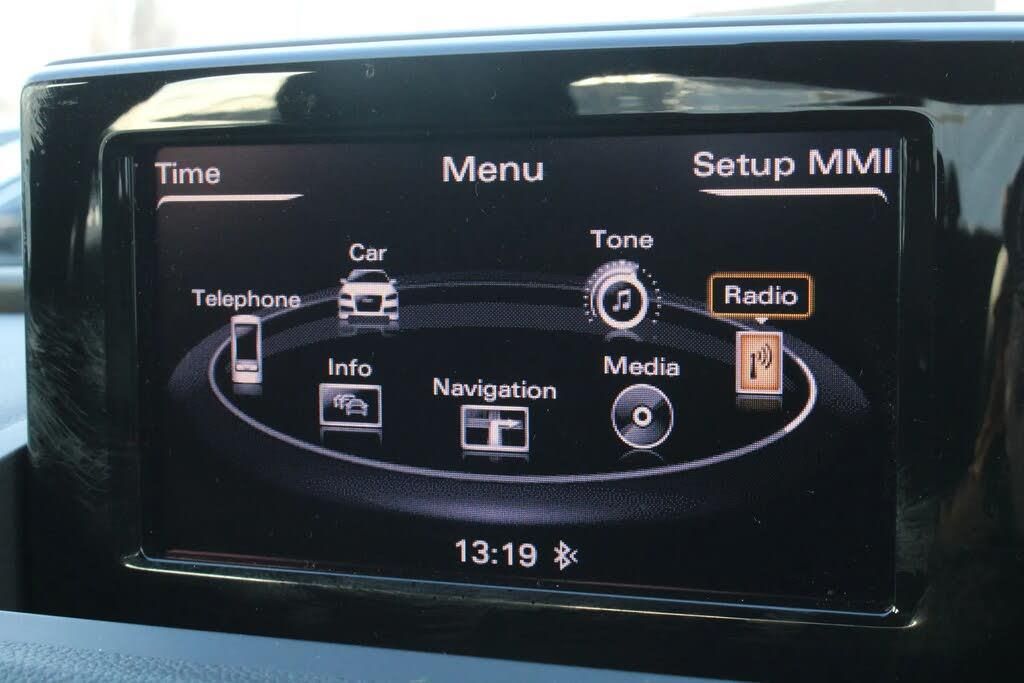 Time
Menu
Setup MMI
Car
Tone
Telephone
Radio
Info
Media
Navigation
13:19